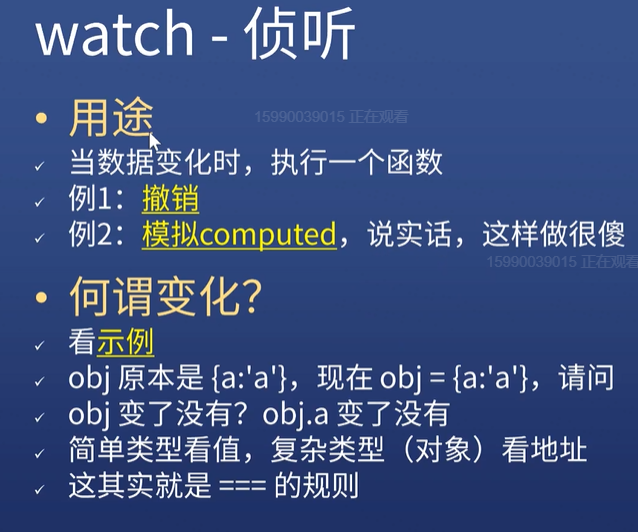 watch - 侦听
• 用途
15990039015 正在观看
✓ 当数据变化时，执行一个函数
✓ 例1：撤销
✓ 例2：模拟computed，说实话，这样做很傻
15990039015 正在观看
• 何谓变化？
✓ 看示例
✓ obj 原本是 {a:'a'}，现在 obj = {a:'a'}，请问
✓ obj 变了没有？obj.a 变了没有
✓ 简单类型看值，复杂类型（对象）看地址
✓ 这其实就是 === 的规则